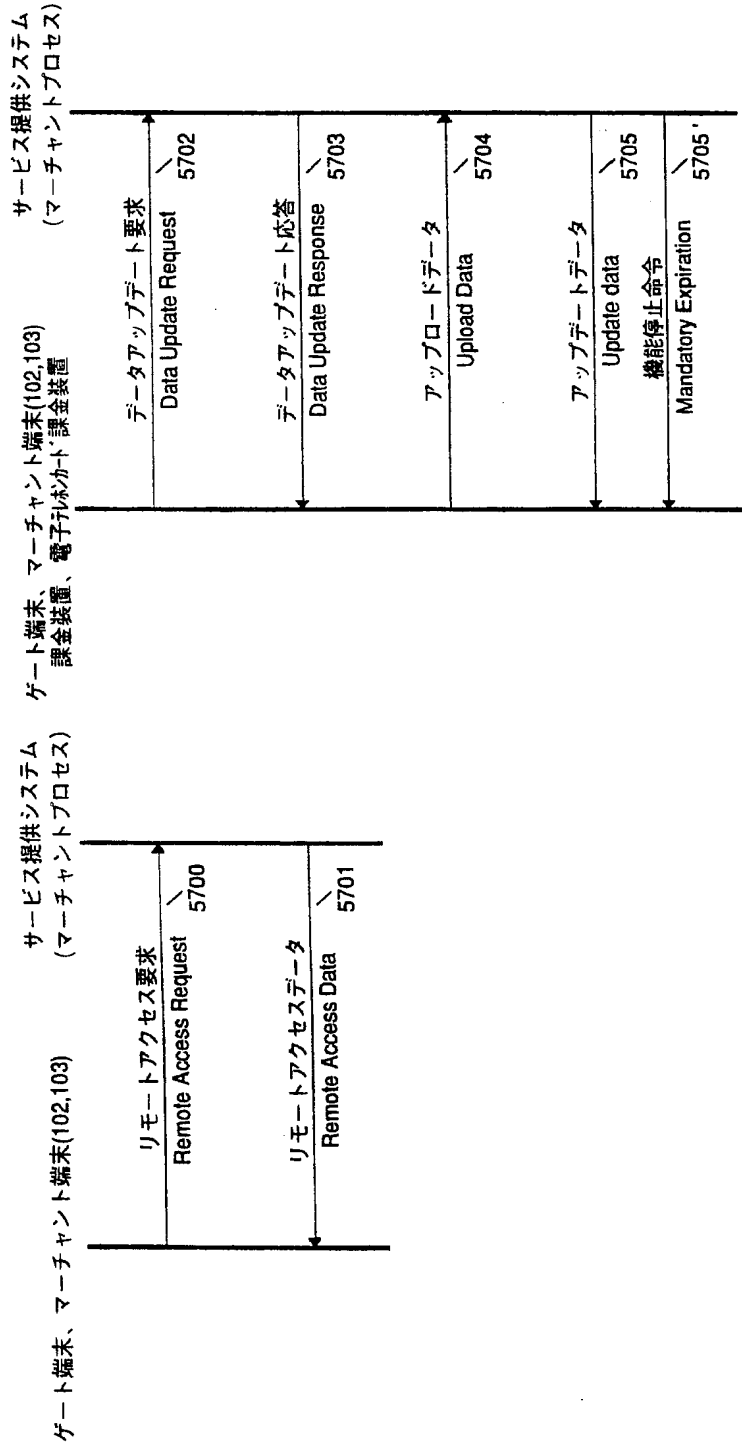 ゲート端末、マーチャント端末(102,103)
サービス提供システム
(マーチャントプロセス)
リモートアクセス要求
Remote Access Request
5700
リモートアクセスデータ
Remote Access Data
5701
ゲート端末、マーチャント端末(102,103)
課金装置、電子テレホンカード課金装置
サービス提供システム
(マーチャントプロセス)
データアップデート要求
Data Update Request
5702
データアップデート応答
Data Update Response
5703
アップロードデータ
Upload Data
5704
アップデートデータ
Update data
5705
機能停止命令
Mandatory Expiration
5705'